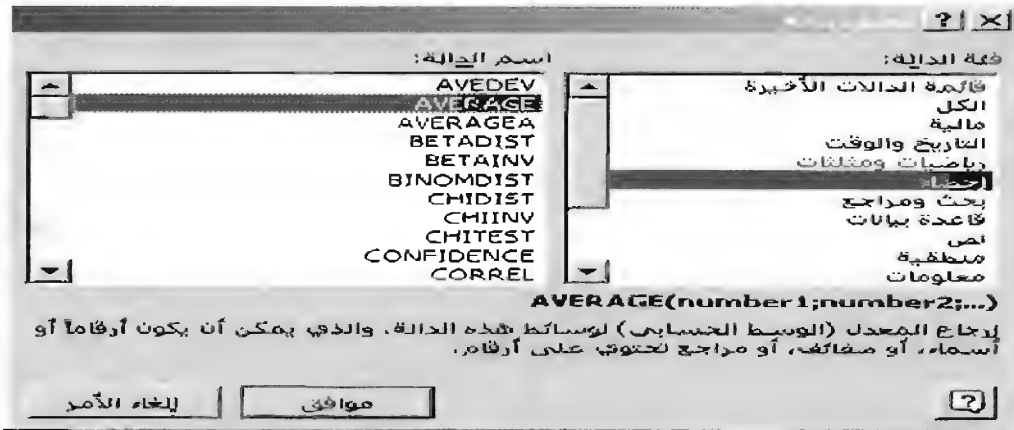 فئة الدالة:
قائمة الدالات الأخيرة
الكل
مالية
التاريخ والوقت
رياضيات ومثلثات
إحصاء
بحث ومراجع
قاعدة بيانات
نص
منطقية
معلومات
اسم الدالة:
AVEDEV
AVERAGE
AVERAGEA
BETADIST
BETAINV
BINOMDIST
CHIDIST
CHIINV
CHITEST
CONFIDENCE
CORREL
AVERAGE(number1;number2;...)
إرجاع المعدل (الوسط الحسابي) لوسائط هذه الدالة، والذي يمكن أن يكون أرقاماً أو
أسماء، أو صفائف، أو مراجع تحتوي على أرقام.
موافق
إلغاء الأمر